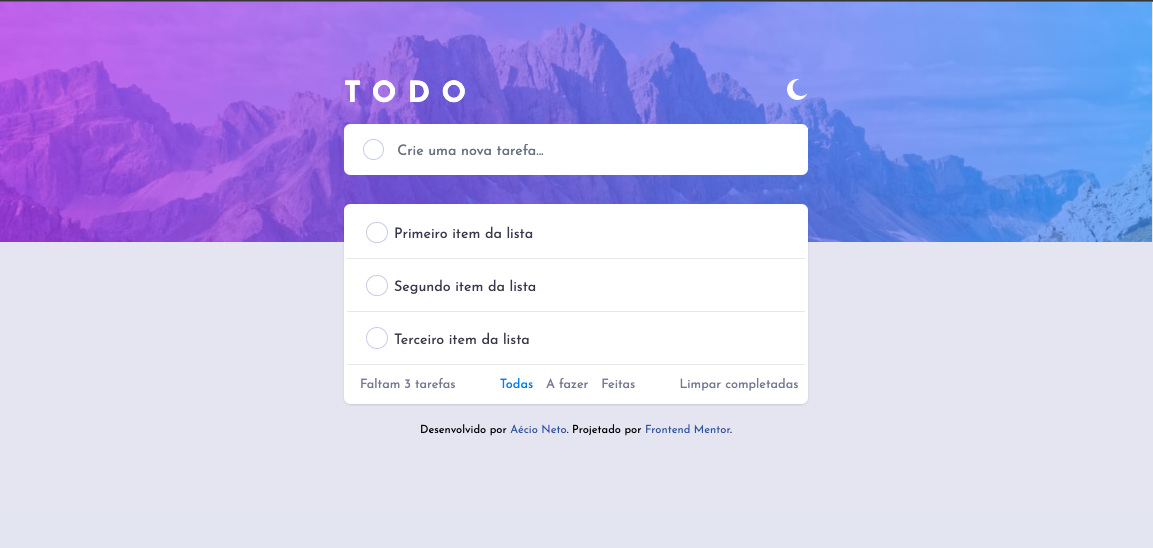 TODO
Crie uma nova tarefa...
Primeiro item da lista
Segundo item da lista
Terceiro item da lista
Faltam 3 tarefas Todas A fazer Feitas Limpar completadas
Desenvolvido por Aécio Neto. Projetado por Frontend Mentor.